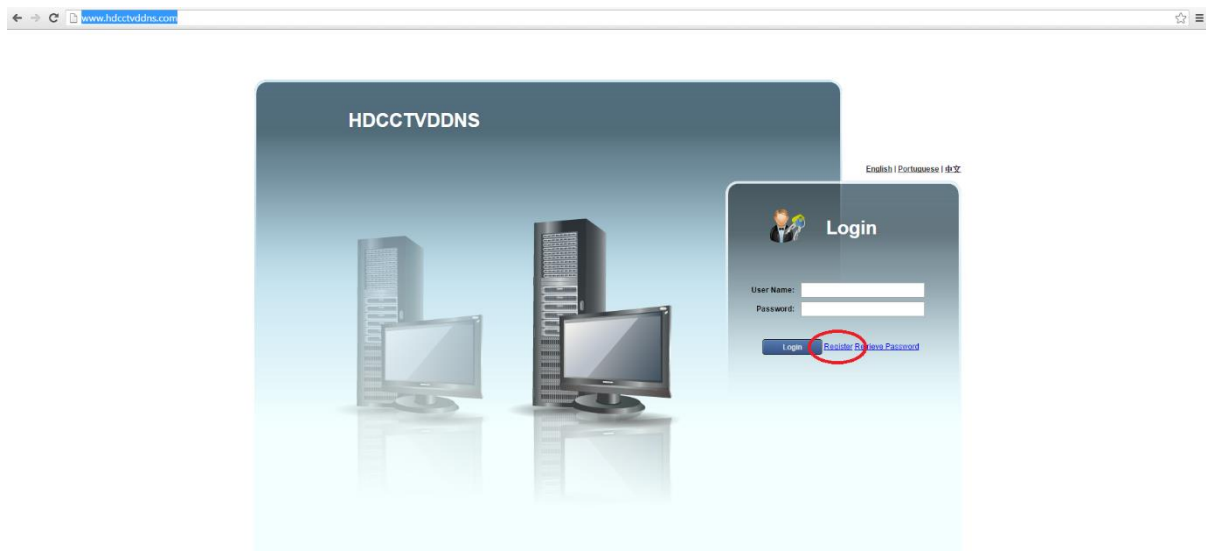 www.hdcctvddns.com
HDCCTVDDNS
English | Portuguese | 中文
Login
User Name:
Password:
Login Register Retrieve Password